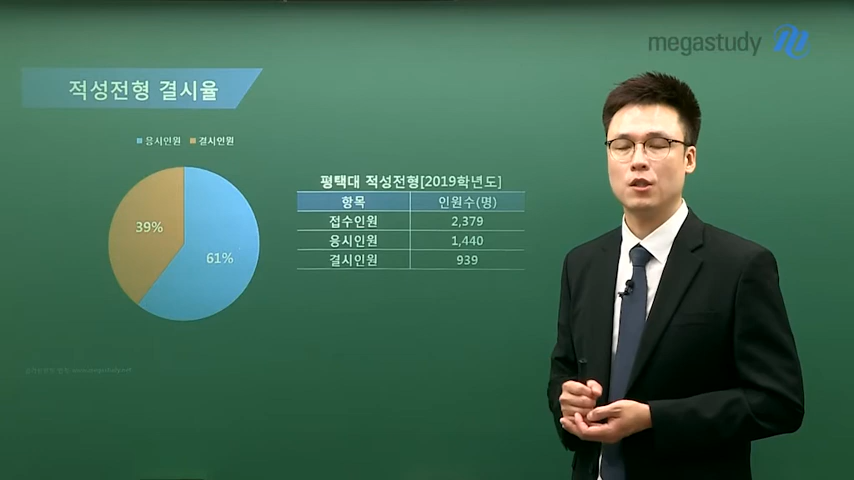 megastudy
적성전형 결시율
응시인원 결시인원
39%
61%
평택대 적성전형[2019학년도]
항목 인원수(명)
접수인원 2,379
응시인원 1,440
결시인원 939